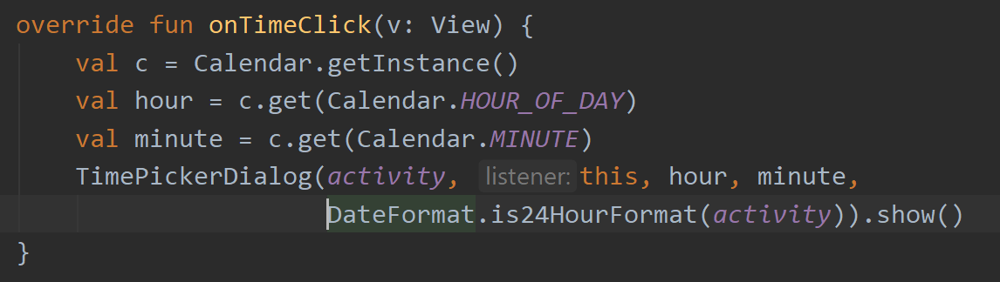 override fun onTimeClick(v: View) {
    val c = Calendar.getInstance()
    val hour = c.get(Calendar.HOUR_OF_DAY)
    val minute = c.get(Calendar.MINUTE)
    TimePickerDialog(activity, listener: this, hour, minute,
                     DateFormat.is24HourFormat(activity)).show()
}